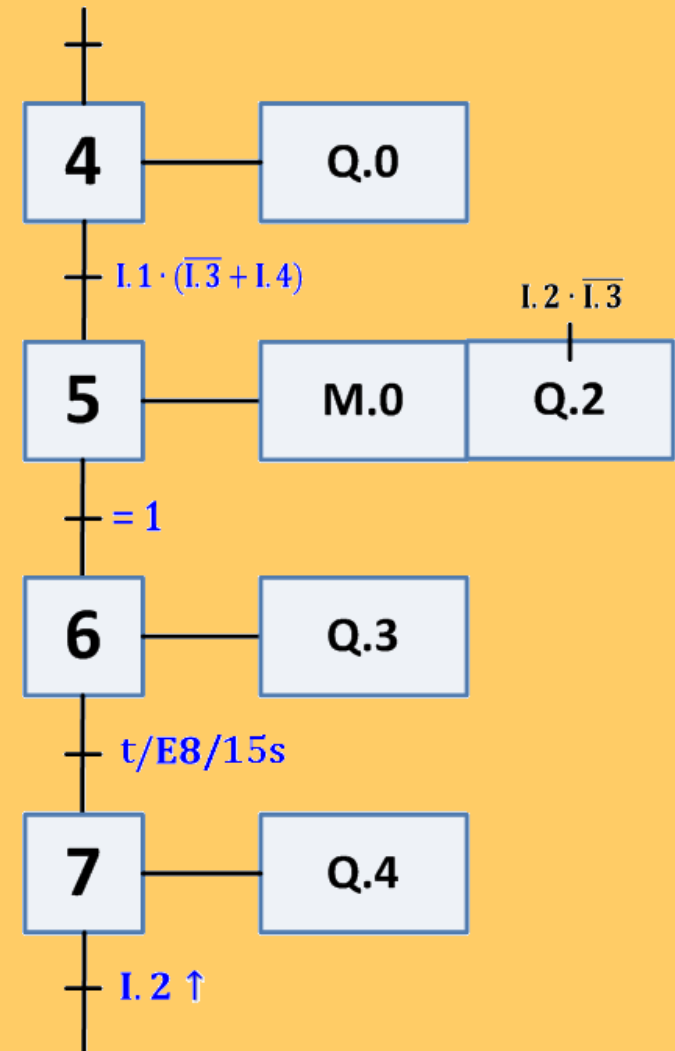 4 Q.0
I.1 · (I̅.̅3̅ + I.4)
I.2 · I̅.̅3̅
5 M.0 Q.2
= 1
6 Q.3
t/E8/15s
7 Q.4
I.2 ↑